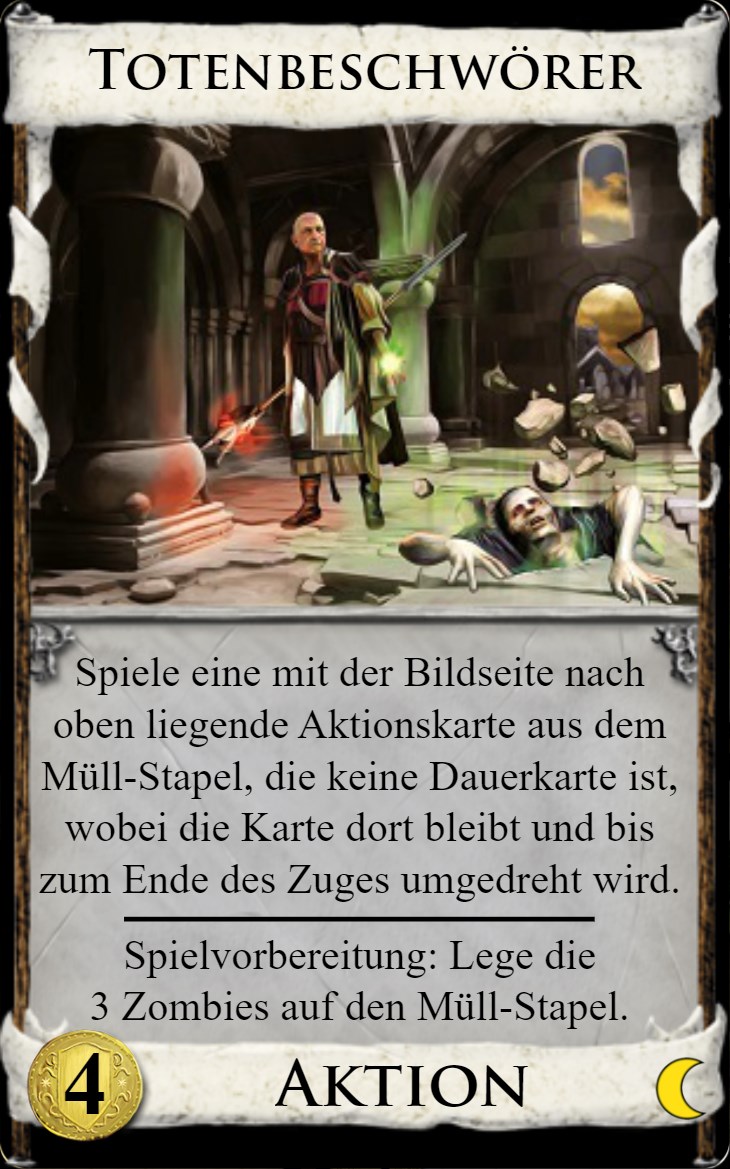 Totenbeschwörer
Spiele eine mit der Bildseite nach
oben liegende Aktionskarte aus dem
Müll-Stapel, die keine Dauerkarte ist,
wobei die Karte dort bleibt und bis
zum Ende des Zuges umgedreht wird.
Spielvorbereitung: Lege die
3 Zombies auf den Müll-Stapel.
4
Aktion